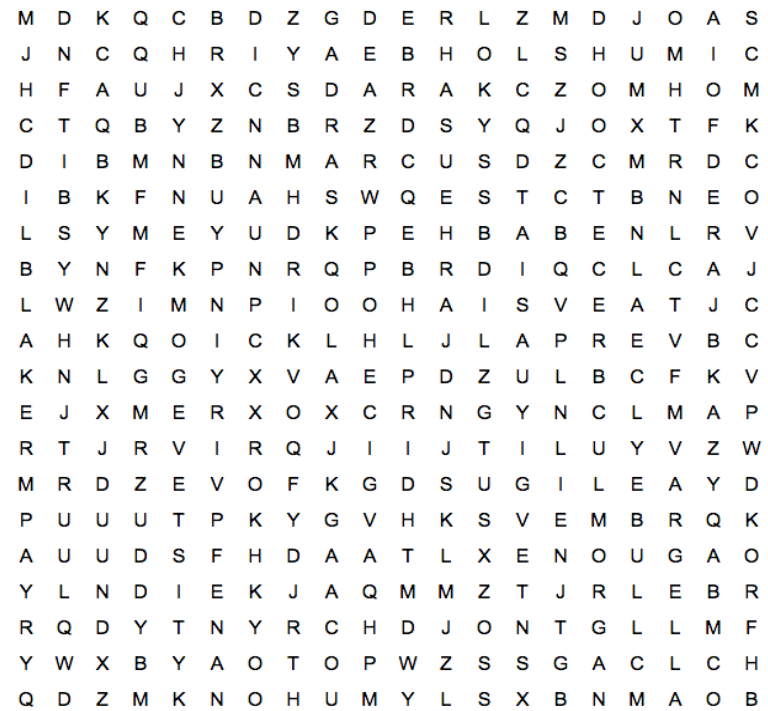 M D K Q C B D Z G D E R L Z M D J O A S
J N C Q H R I Y A E B H O L S H U M I C
H F A U J X C S D A R A K C Z O M H O M
C T Q B Y Z N B R Z D S Y Q J O X T F K
D I B M N B N M A R C U S D Z C M R D C
I B K F N U A H S W Q E S T C T B N E O
L S Y M E Y U D K P E H B A B E N L R V
B Y N F K P N R Q P B R D I Q C L C A J
L W Z I M N P I O O H A I S V E A T J C
A H K Q O I C K L H L J L A P R E V B C
K N L G G Y X V A E P D Z U L B C F K V
E J X M E R X O X C R N G Y N C L M A P
R T J R V I R Q J I I J T I L U Y V Z W
M R D Z E V O F K G D S U G I L E A Y D
P U U U T P K Y G V H K S V E M B R Q K
A U U D S F H D A A T L X E N O U G A O
Y L N D I E K J A Q M M Z T J R L E B R
R Q D Y T N Y R C H D J O N T G L L M F
Y W X B Y A O T O P W Z S S G A C L C H
Q D Z M K N O H U M Y L S X B N M A O B